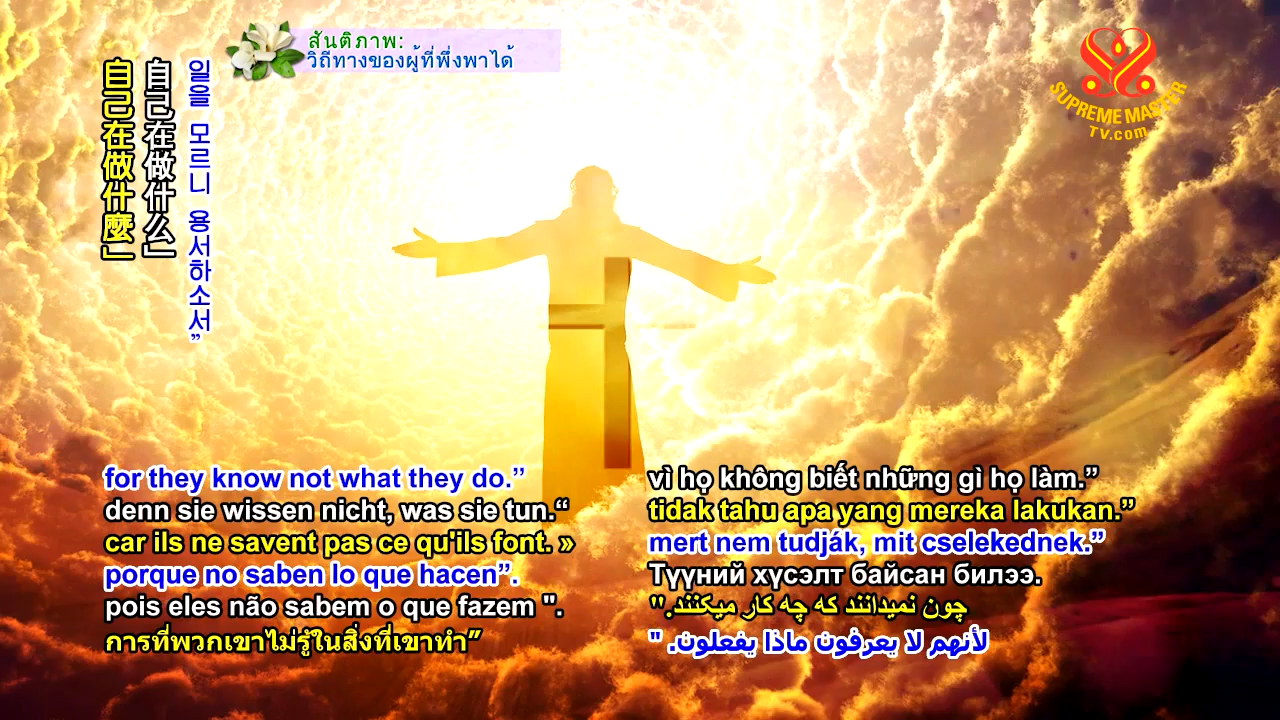 สันติภาพ:
วิถีทางของผู้ที่พึ่งพาได้
SUPREME MASTER
TV.com
일을 모르니 용서하소서”
自己在做什么」
自己在做什麼」
for they know not what they do.”
denn sie wissen nicht, was sie tun.“
car ils ne savent pas ce qu'ils font. »
porque no saben lo que hacen”.
pois eles não sabem o que fazem ".
การที่พวกเขาไม่รู้ในสิ่งที่เขาทำ”
vì họ không biết những gì họ làm.”
tidak tahu apa yang mereka lakukan.”
mert nem tudják, mit cselekednek.”
Түүний хүсэлт байсан билээ.
چون نمیدانند که چه کار میکنند."
لأنهم لا يعرفون ماذا يفعلون. "